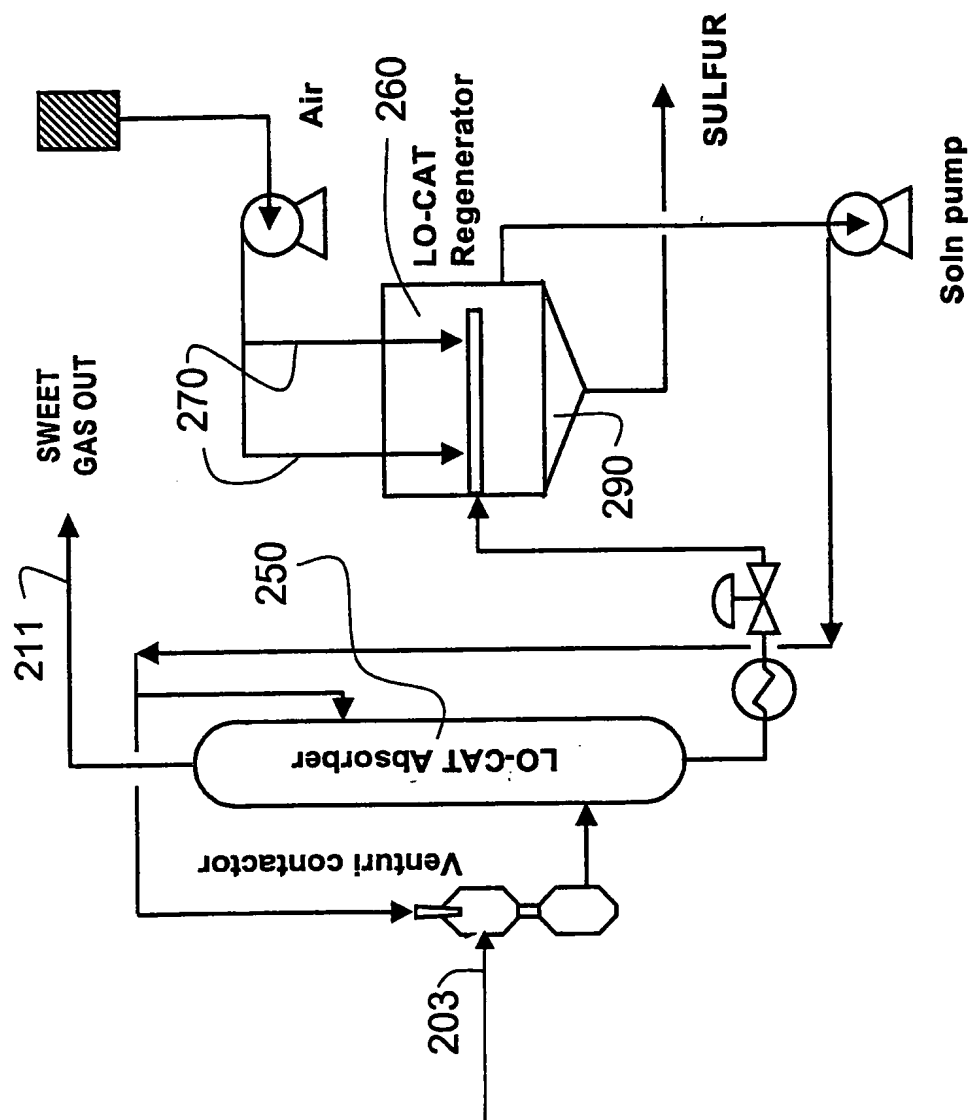 211
SWEET
GAS OUT
Air
270
260
LO-CAT
Regenerator
250
290
SULFUR
LO-CAT Absorber
Venturi contactor
203
Soln pump